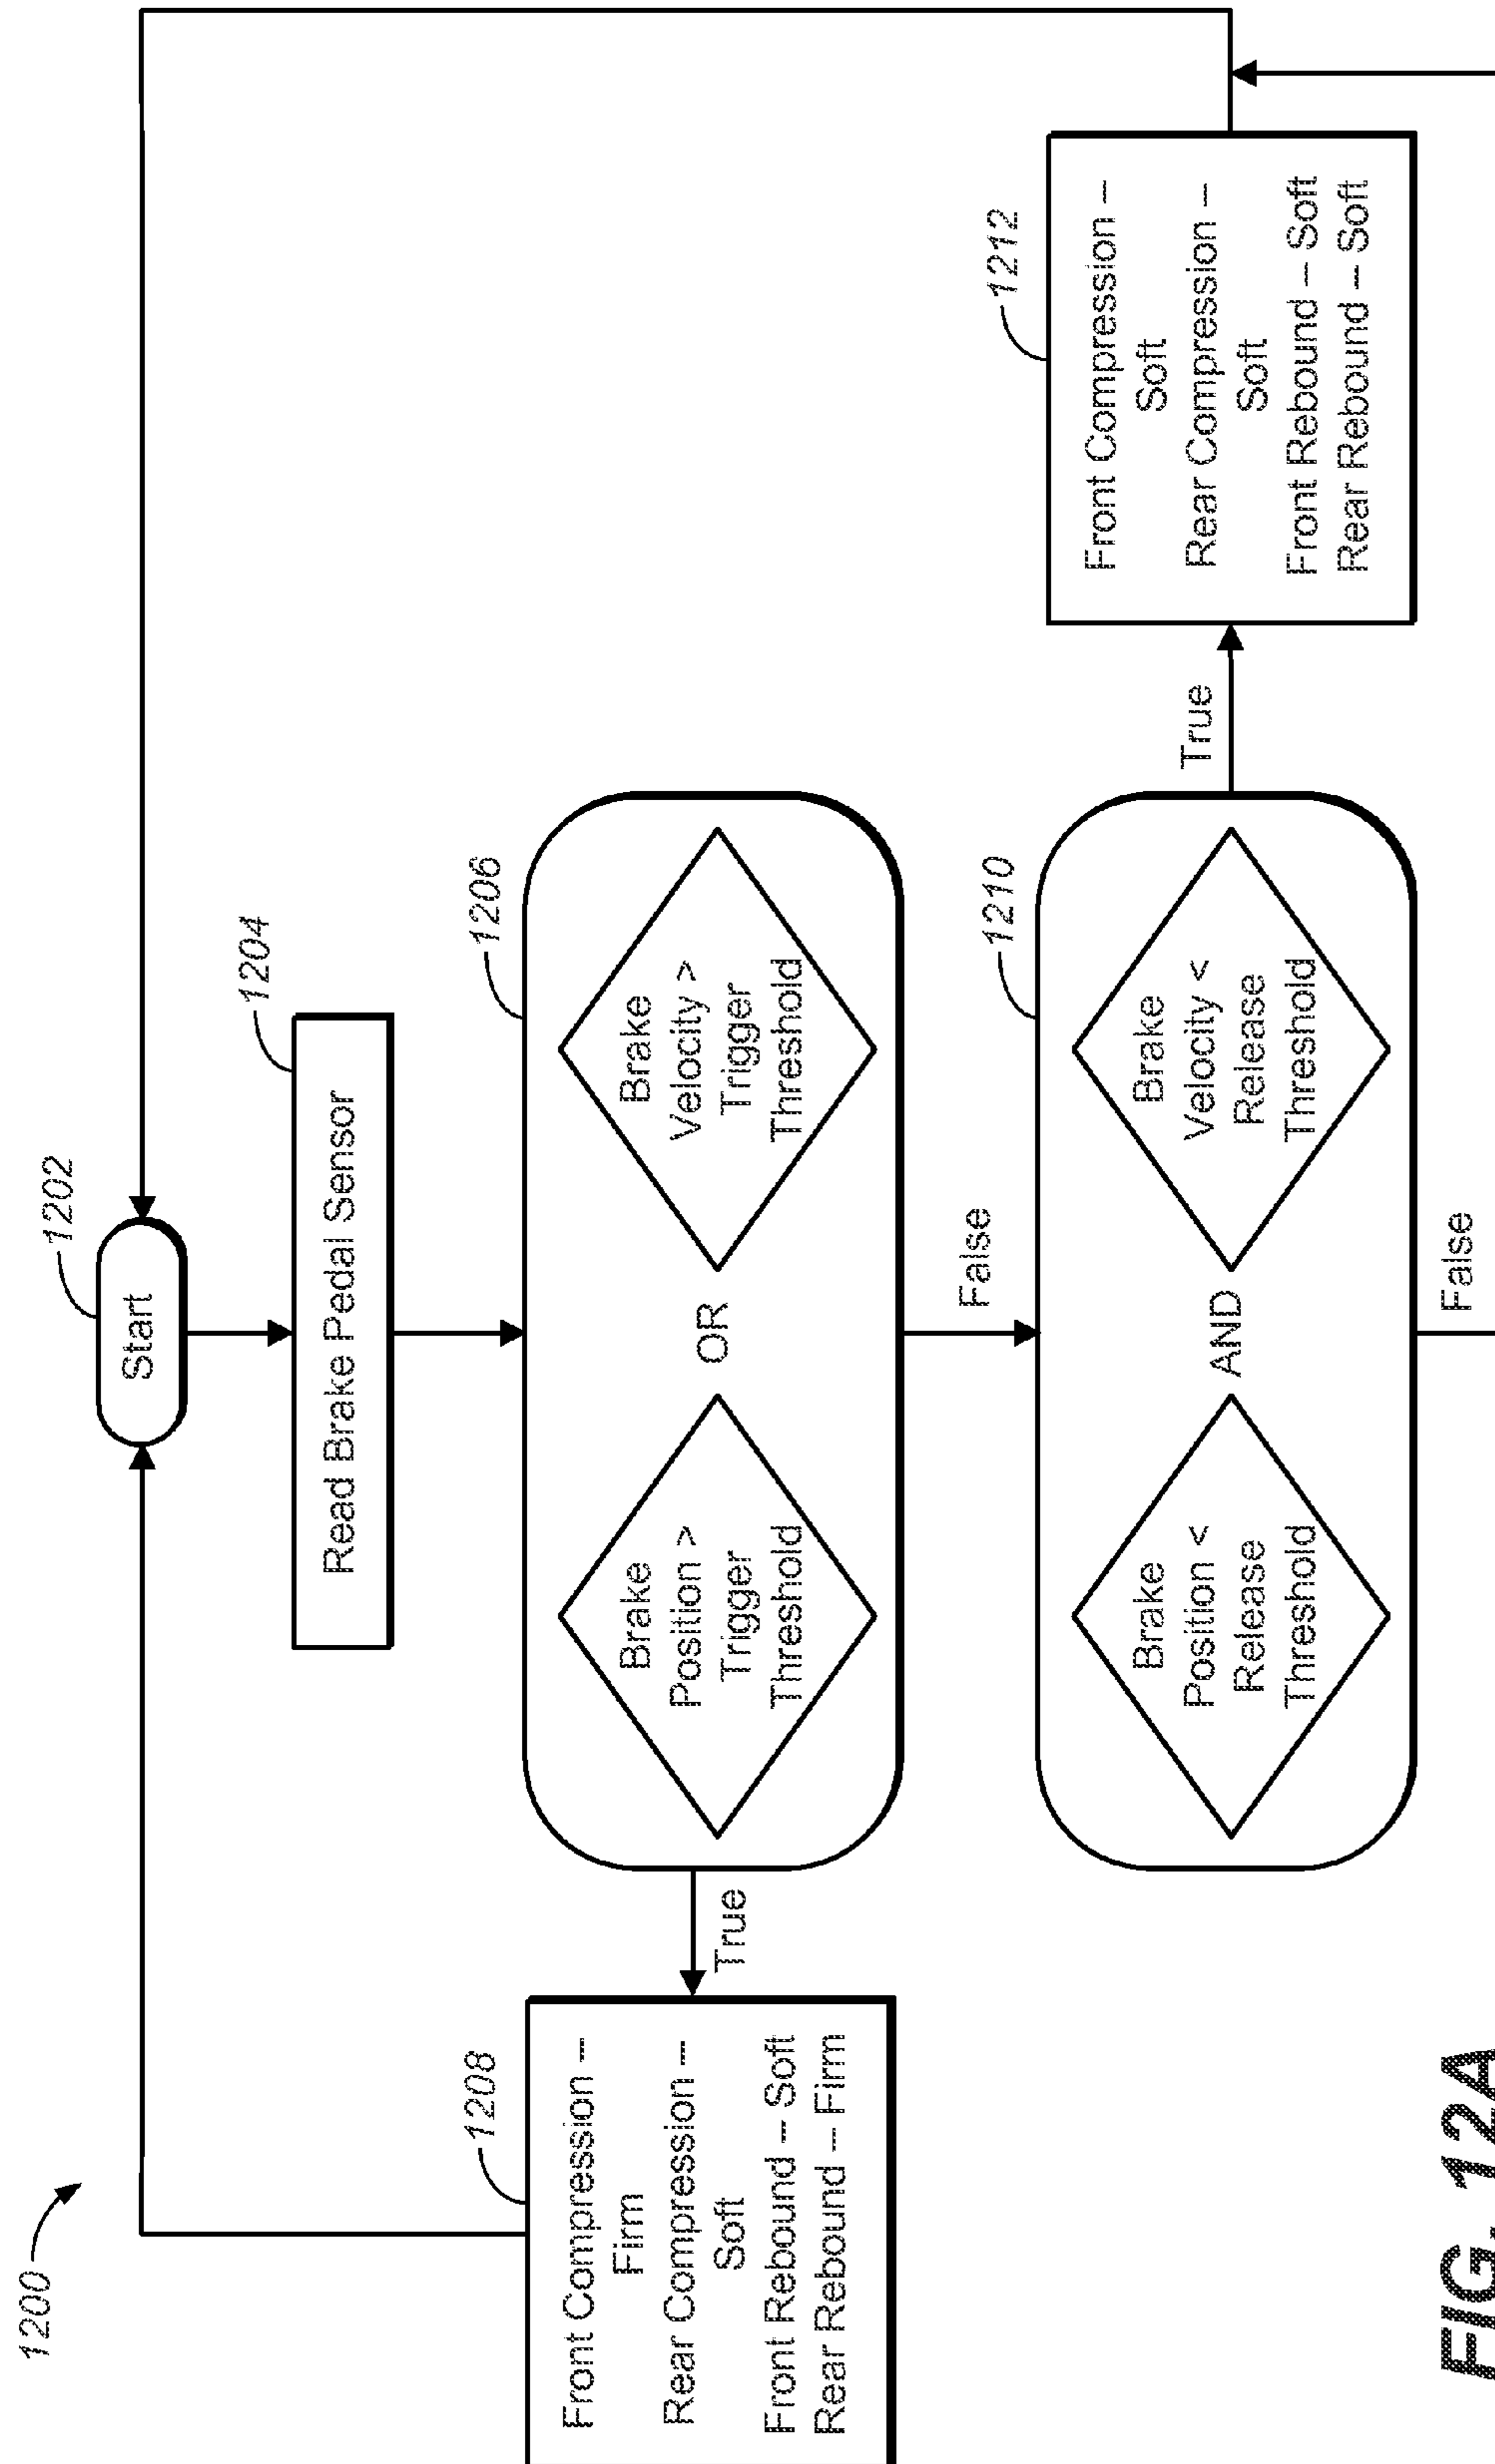 1200
1202
Start
1204
Read Brake Pedal Sensor
1206
Brake
Position >
Trigger
Threshold
OR
Brake
Velocity >
Trigger
Threshold
True
1208
Front Compression –
Firm
Rear Compression –
Soft
Front Rebound – Soft
Rear Rebound – Firm
False
1210
Brake
Position <
Release
Threshold
AND
Brake
Velocity <
Release
Threshold
True
1212
Front Compression –
Soft
Rear Compression –
Soft
Front Rebound – Soft
Rear Rebound – Soft
False
FIG. 12A